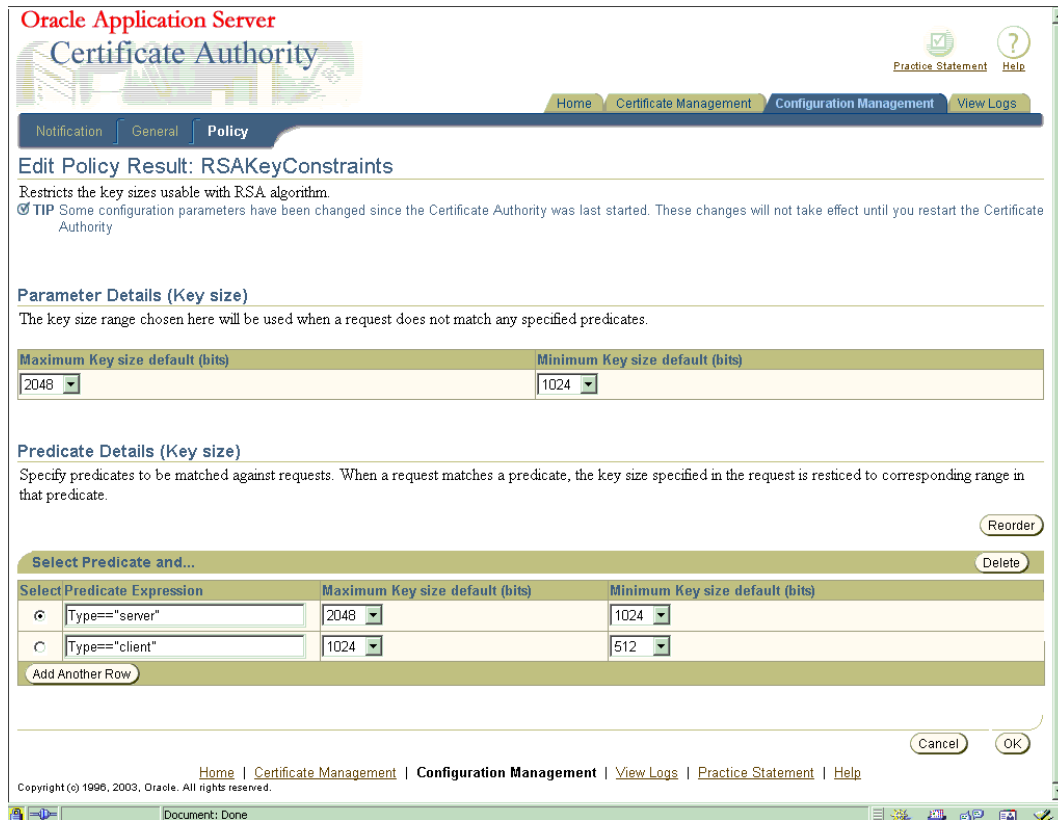 Oracle Application Server
Certificate Authority
Practice Statement
Help
Home
Certificate Management
Configuration Management
View Logs
Notification
General
Policy
Edit Policy Result: RSAKeyConstraints
Restricts the key sizes usable with RSA algorithm.
TIP Some configuration parameters have been changed since the Certificate Authority was last started. These changes will not take effect until you restart the Certificate
Authority
Parameter Details (Key size)
The key size range chosen here will be used when a request does not match any specified predicates.
Maximum Key size default (bits)
Minimum Key size default (bits)
2048
1024
Predicate Details (Key size)
Specify predicates to be matched against requests. When a request matches a predicate, the key size specified in the request is resticed to corresponding range in
that predicate.
Reorder
Select Predicate and...
Delete
Select Predicate Expression
Maximum Key size default (bits)
Minimum Key size default (bits)
Type=="server"
2048
1024
Type=="client"
1024
512
Add Another Row
Cancel
OK
Home | Certificate Management | Configuration Management | View Logs | Practice Statement | Help
Copyright (c) 1996, 2003, Oracle. All rights reserved.
Document: Done